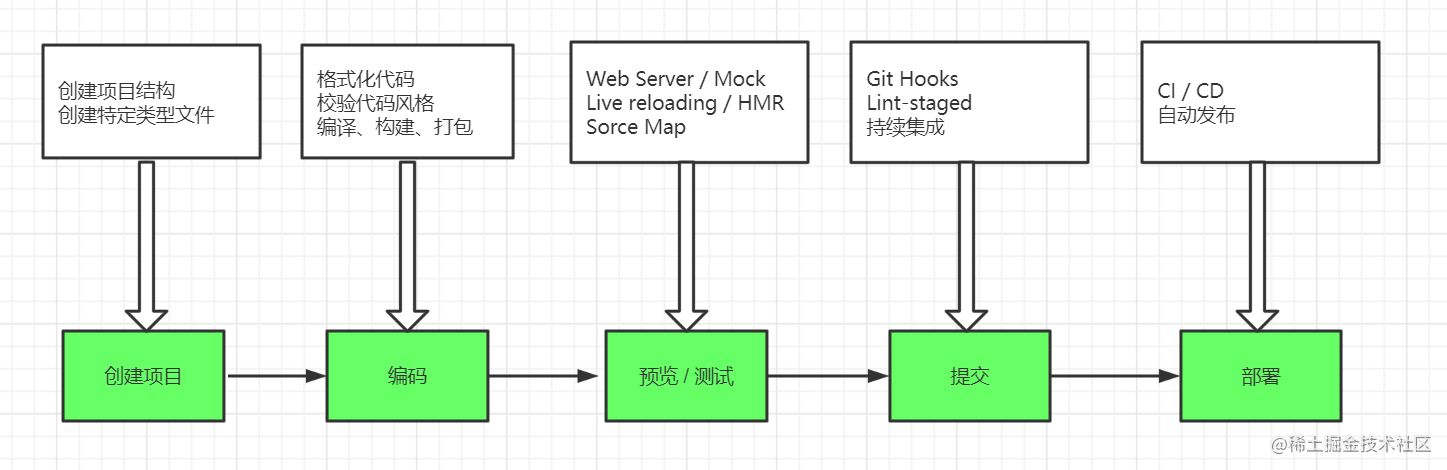 创建项目结构
创建特定类型文件
格式化代码
校验代码风格
编译、构建、打包
Web Server / Mock
Live reloading / HMR
Sorce Map
Git Hooks
Lint-staged
持续集成
CI / CD
自动发布
创建项目
编码
预览 / 测试
提交
部署
@稀土掘金技术社区